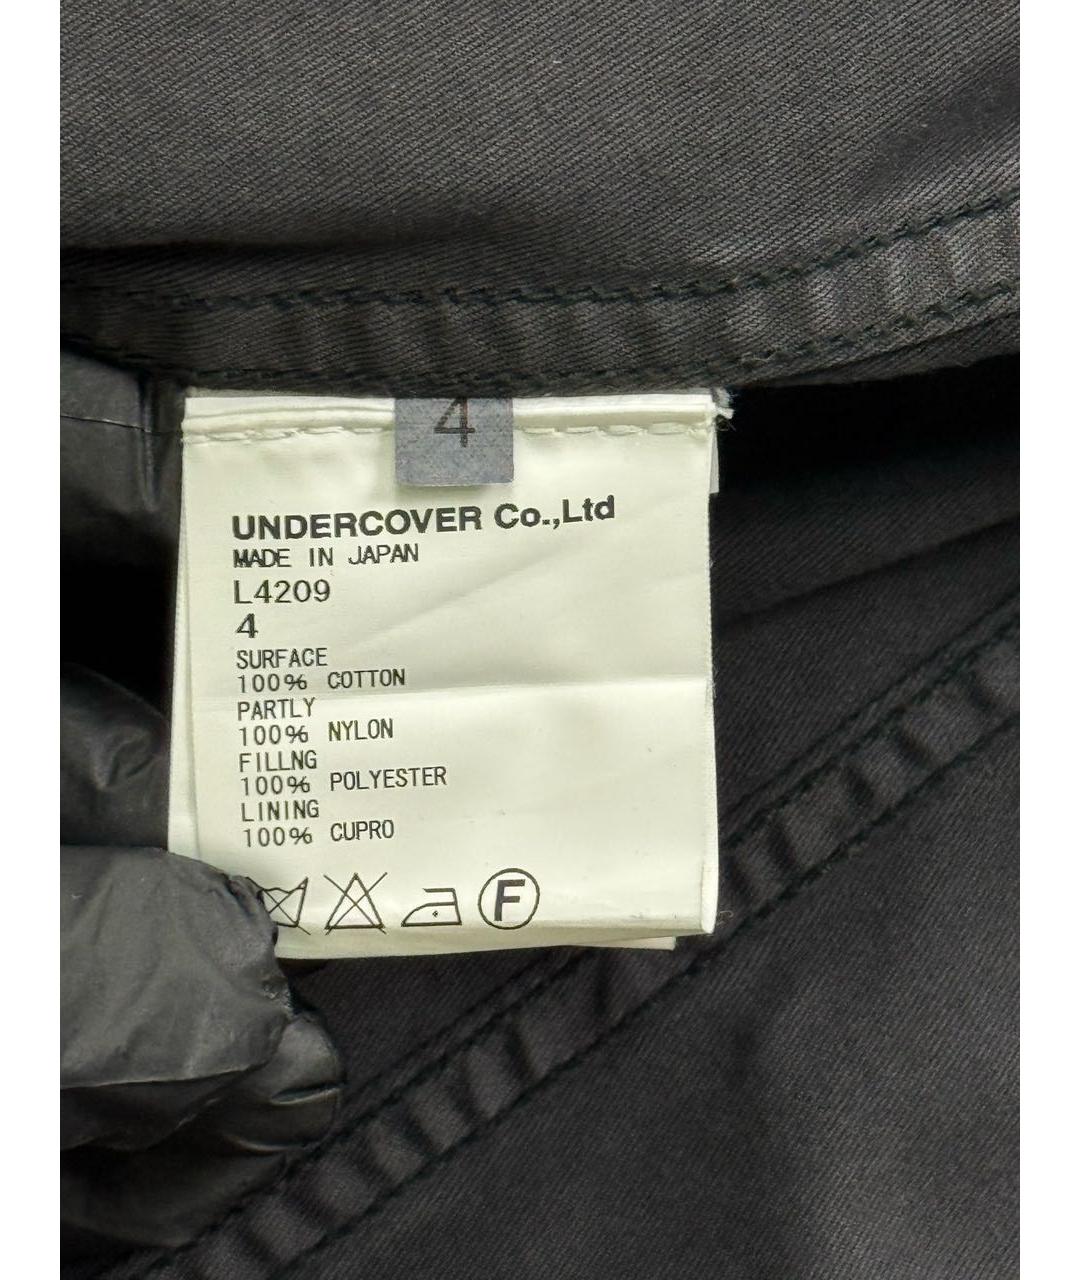 4
UNDERCOVER Co.,Ltd
MADE IN JAPAN
L4209
4
SURFACE
100% COTTON
PARTLY
100% NYLON
FILLNG
100% POLYESTER
LINING
100% CUPRO
F